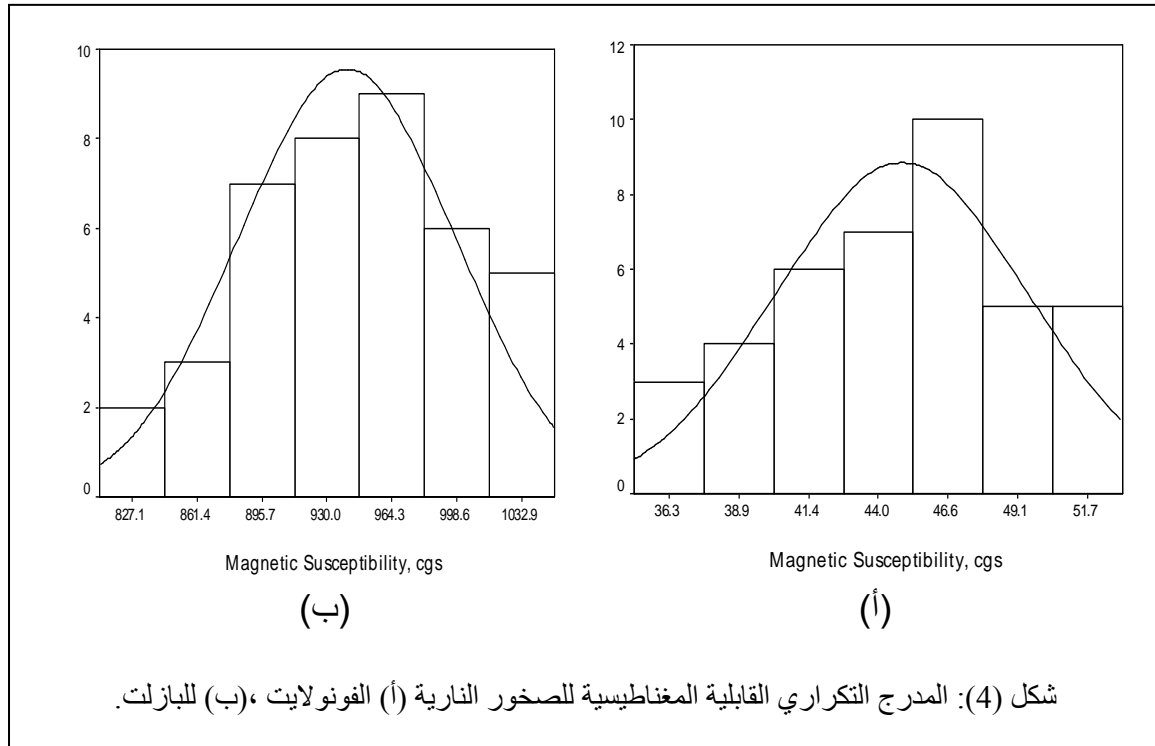 10
8
6
4
2
0
827.1 861.4 895.7 930.0 964.3 998.6 1032.9
Magnetic Susceptibility, cgs
(ب)
12
10
8
6
4
2
0
36.3 38.9 41.4 44.0 46.6 49.1 51.7
Magnetic Susceptibility, cgs
(أ)
شكل (4): المدرج التكراري القابلية المغناطيسية للصخور النارية (أ) الفونولايت ،(ب) للبازلت.